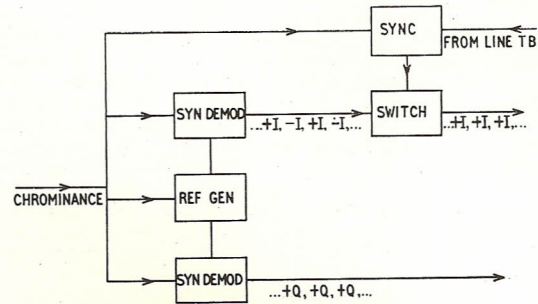 SYNC
FROM LINE TB
SYN DEMOD
...+I, -I, +I, -I,...
SWITCH
...+I, +I, +I,...
CHROMINANCE
REF GEN
SYN DEMOD
...+Q, +Q, +Q,...